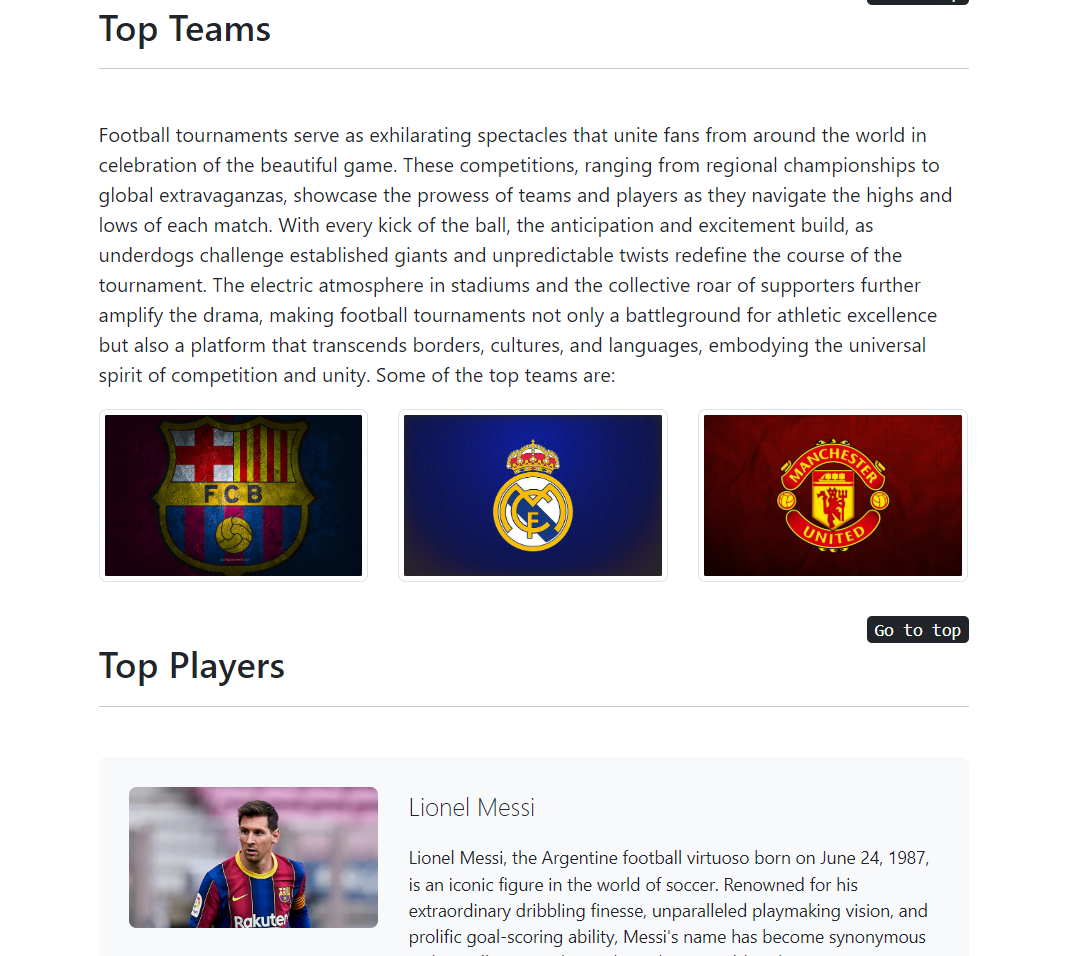 Top Teams
Football tournaments serve as exhilarating spectacles that unite fans from around the world in
celebration of the beautiful game. These competitions, ranging from regional championships to
global extravaganzas, showcase the prowess of teams and players as they navigate the highs and
lows of each match. With every kick of the ball, the anticipation and excitement build, as
underdogs challenge established giants and unpredictable twists redefine the course of the
tournament. The electric atmosphere in stadiums and the collective roar of supporters further
amplify the drama, making football tournaments not only a battleground for athletic excellence
but also a platform that transcends borders, cultures, and languages, embodying the universal
spirit of competition and unity. Some of the top teams are:
FCB
MANCHESTER
UNITED
Go to top
Top Players
Lionel Messi
Lionel Messi, the Argentine football virtuoso born on June 24, 1987,
is an iconic figure in the world of soccer. Renowned for his
extraordinary dribbling finesse, unparalleled playmaking vision, and
prolific goal-scoring ability, Messi's name has become synonymous
Rakuten